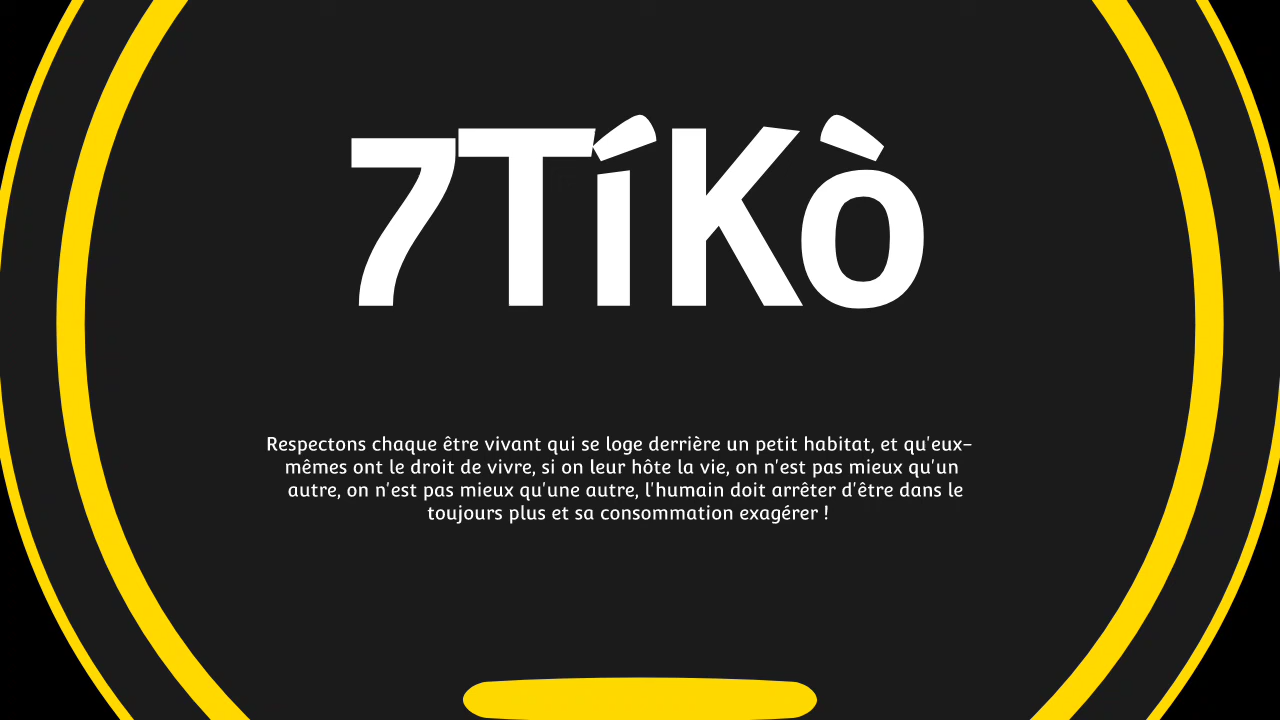 7TíKò
Respectons chaque être vivant qui se loge derrière un petit habitat, et qu'eux-
mêmes ont le droit de vivre, si on leur hôte la vie, on n'est pas mieux qu'un
autre, on n'est pas mieux qu'une autre, l'humain doit arrêter d'être dans le
toujours plus et sa consommation exagérer !